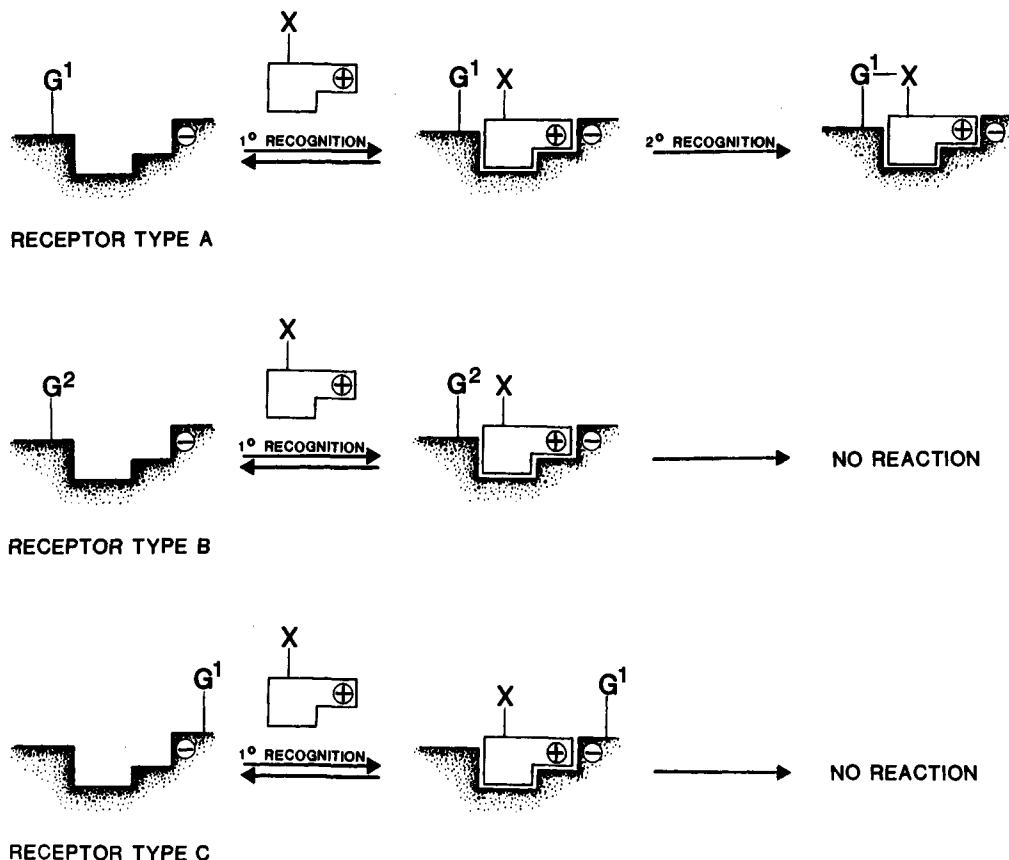 X
G¹
⊕
⊖
1° RECOGNITION
G¹ X
⊕
⊖
2° RECOGNITION
G¹—X
⊕
⊖
RECEPTOR TYPE A
X
G²
⊕
⊖
1° RECOGNITION
G² X
⊕
⊖
NO REACTION
RECEPTOR TYPE B
X
G¹
⊕
⊖
1° RECOGNITION
X
G¹
⊕
⊖
NO REACTION
RECEPTOR TYPE C